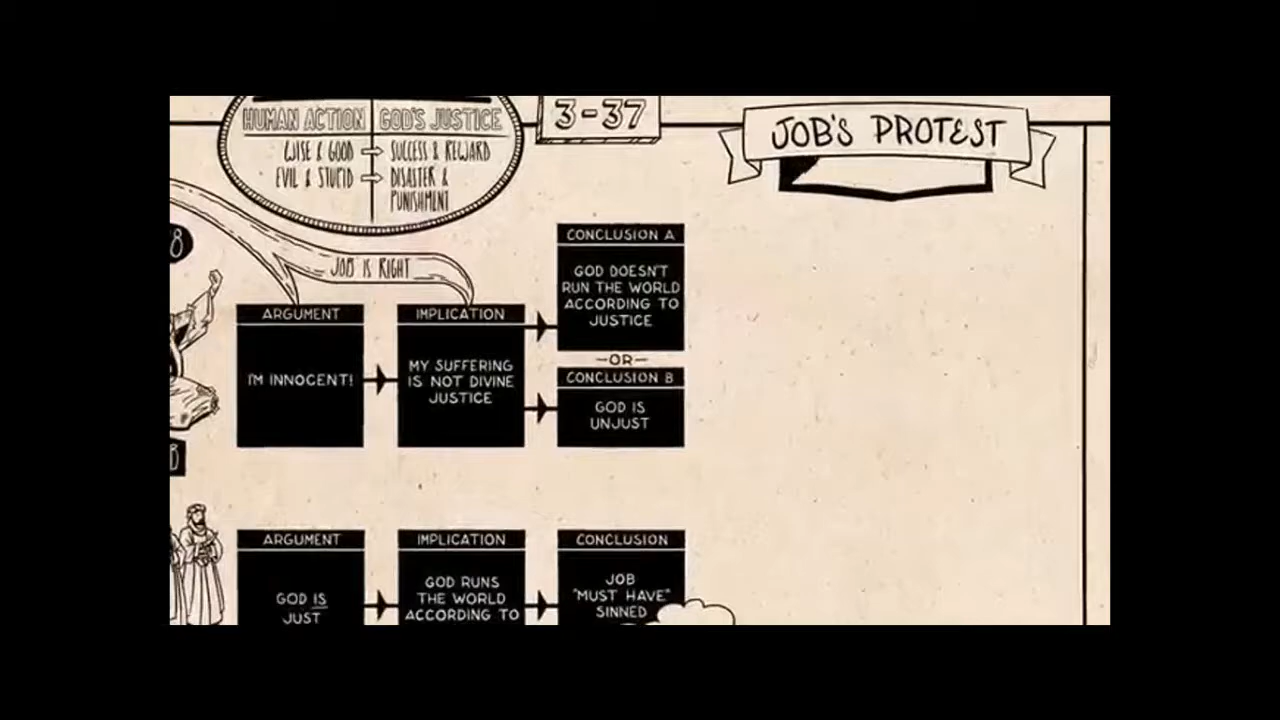 HUMAN ACTION GOD'S JUSTICE
WISE & GOOD SUCCESS & REWARD
EVIL & STUPID DISASTER &
PUNISHMENT
3-37
JOB'S PROTEST
8
JOB IS RIGHT
ARGUMENT
I'M INNOCENT!
IMPLICATION
MY SUFFERING
IS NOT DIVINE
JUSTICE
CONCLUSION A
GOD DOESN'T
RUN THE WORLD
ACCORDING TO
JUSTICE
-OR-
CONCLUSION B
GOD IS
UNJUST
B
ARGUMENT
GOD IS
JUST
IMPLICATION
GOD RUNS
THE WORLD
ACCORDING TO
CONCLUSION
JOB
"MUST HAVE"
SINNED